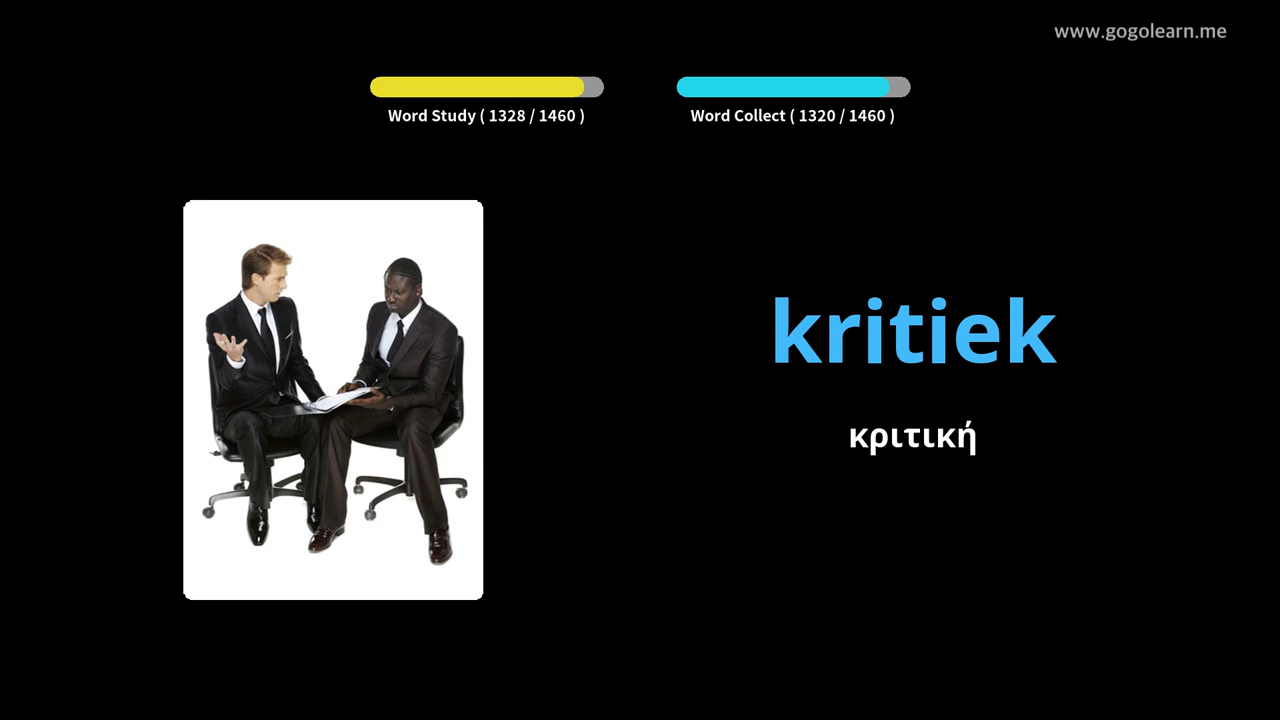 www.gogolearn.me
Word Study ( 1328 / 1460 )
Word Collect ( 1320 / 1460 )
kritiek
κριτική